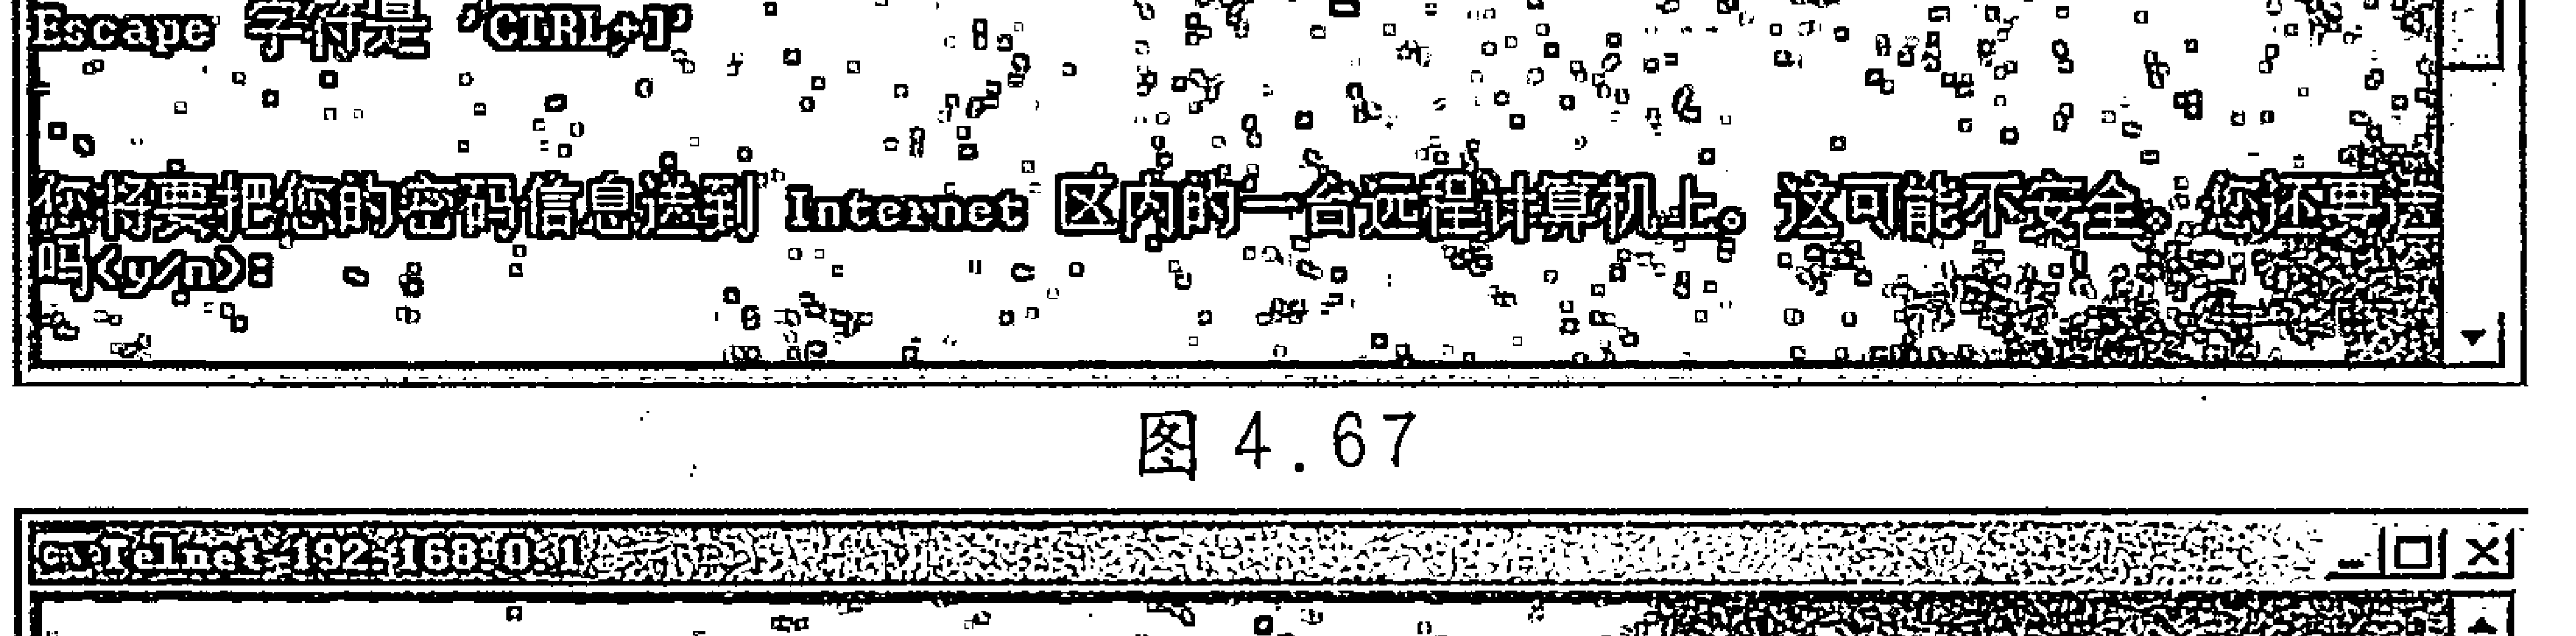 Escape 字符是 'CTRL+]'
您将要把您的密码信息送到 Internet 区内的一台远程计算机上。 这可能不安全。您还要送
吗(y/n):
图 4.67
Telnet 192.168.0.1